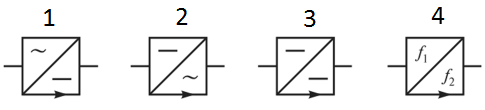 1 2 3 4
~ — — ~ — — f₁ f₂